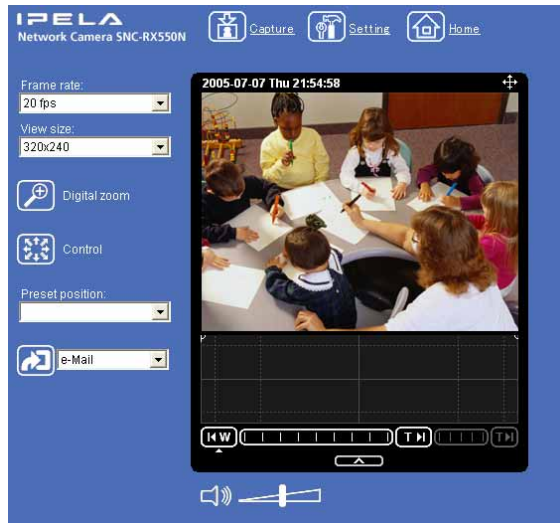 IPELA
Network Camera SNC-RX550N
Capture
Setting
Home
Frame rate:
20 fps
View size:
320x240
Digital zoom
Control
Preset position:
e-Mail
2005-07-07 Thu 21:54:58
W
T
T